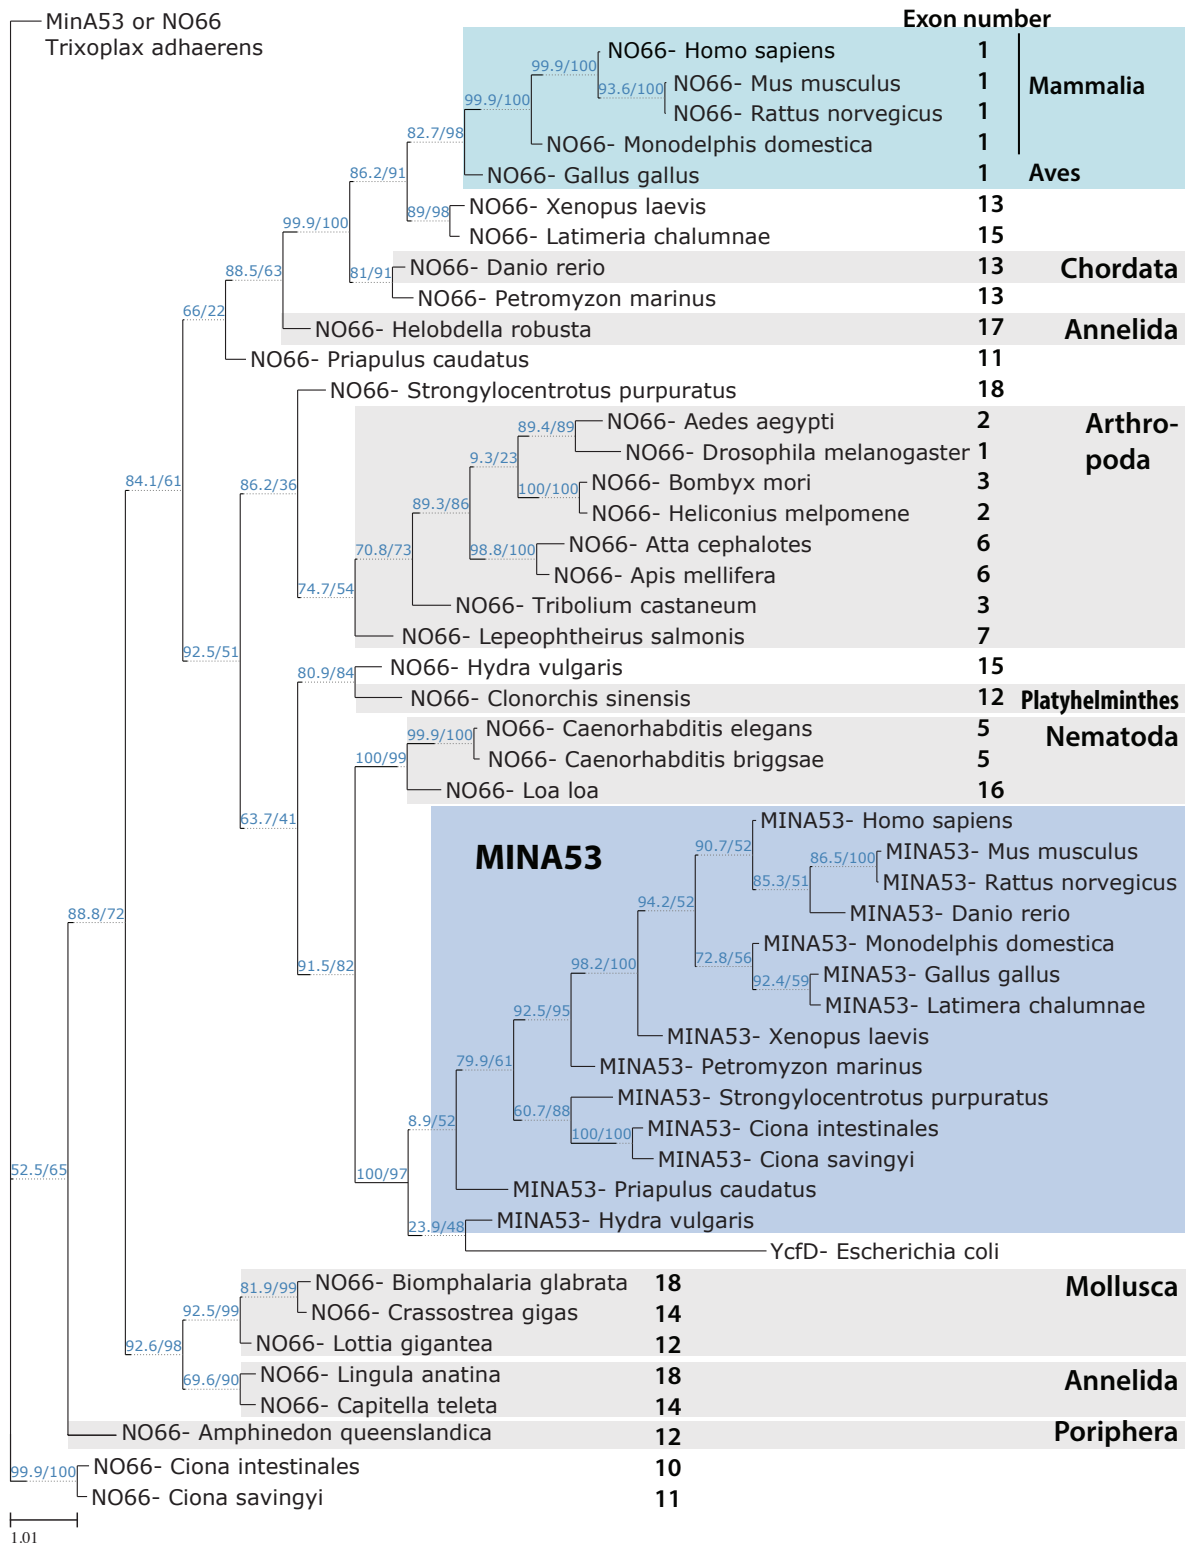 MinA53 or NO66
Trixoplax adhaerens
Exon number
NO66- Homo sapiens 1
99.9/100
93.6/100 NO66- Mus musculus 1 Mammalia
99.9/100
NO66- Rattus norvegicus 1
82.7/98
NO66- Monodelphis domestica 1
86.2/91
NO66- Gallus gallus 1 Aves
NO66- Xenopus laevis 13
89/98
99.9/100
NO66- Latimeria chalumnae 15
NO66- Danio rerio 13 Chordata
88.5/63
81/91
NO66- Petromyzon marinus 13
66/22
NO66- Helobdella robusta 17 Annelida
NO66- Priapulus caudatus 11
NO66- Strongylocentrotus purpuratus 18
NO66- Aedes aegypti 2 Arthro-
89.4/89
NO66- Drosophila melanogaster 1 poda
9.3/23
100/100
NO66- Bombyx mori 3
84.1/61
86.2/36
89.3/86
NO66- Heliconius melpomene 2
NO66- Atta cephalotes 6
70.8/73
98.8/100
NO66- Apis mellifera 6
74.7/54
NO66- Tribolium castaneum 3
NO66- Lepeophtheirus salmonis 7
92.5/51
NO66- Hydra vulgaris 15
80.9/84
NO66- Clonorchis sinensis 12 Platyhelminthes
NO66- Caenorhabditis elegans 5 Nematoda
99.9/100
NO66- Caenorhabditis briggsae 5
100/99
NO66- Loa loa 16
63.7/41
MINA53- Homo sapiens
MINA53
90.7/52
86.5/100
MINA53- Mus musculus
85.3/51
MINA53- Rattus norvegicus
94.2/52
88.8/72
MINA53- Danio rerio
MINA53- Monodelphis domestica
91.5/82
98.2/100
72.8/56
MINA53- Gallus gallus
92.4/59
MINA53- Latimera chalumnae
92.5/95
MINA53- Xenopus laevis
79.9/61
MINA53- Petromyzon marinus
MINA53- Strongylocentrotus purpuratus
60.7/88
8.9/52
MINA53- Ciona intestinales
100/100
MINA53- Ciona savingyi
52.5/65
100/97
MINA53- Priapulus caudatus
MINA53- Hydra vulgaris
23.9/48
YcfD- Escherichia coli
NO66- Biomphalaria glabrata 18 Mollusca
81.9/99
NO66- Crassostrea gigas 14
92.5/99
NO66- Lottia gigantea 12
92.6/98
NO66- Lingula anatina 18 Annelida
69.6/90
NO66- Capitella teleta 14
NO66- Amphinedon queenslandica 12 Poriphera
NO66- Ciona intestinales 10
99.9/100
NO66- Ciona savingyi 11
1.01